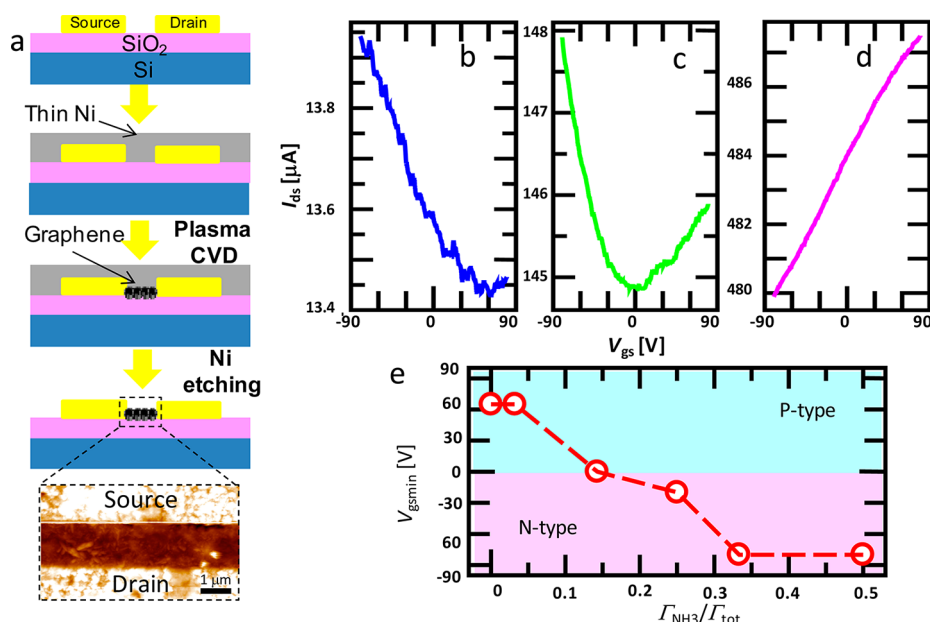 a
Source
Drain
SiO2
Si
Thin Ni
Graphene
Plasma
CVD
Ni
etching
Source
Drain
1 μm
b
c
d
Ids [μA]
13.8
13.6
13.4
148
147
146
145
486
484
482
480
-90
0
90
-90
0
90
-90
0
90
Vgs [V]
e
Vgsmin [V]
90
60
30
0
-30
60
-90
P-type
N-type
0
0.1
0.2
0.3
0.4
0.5
ΓNH3/Γtot